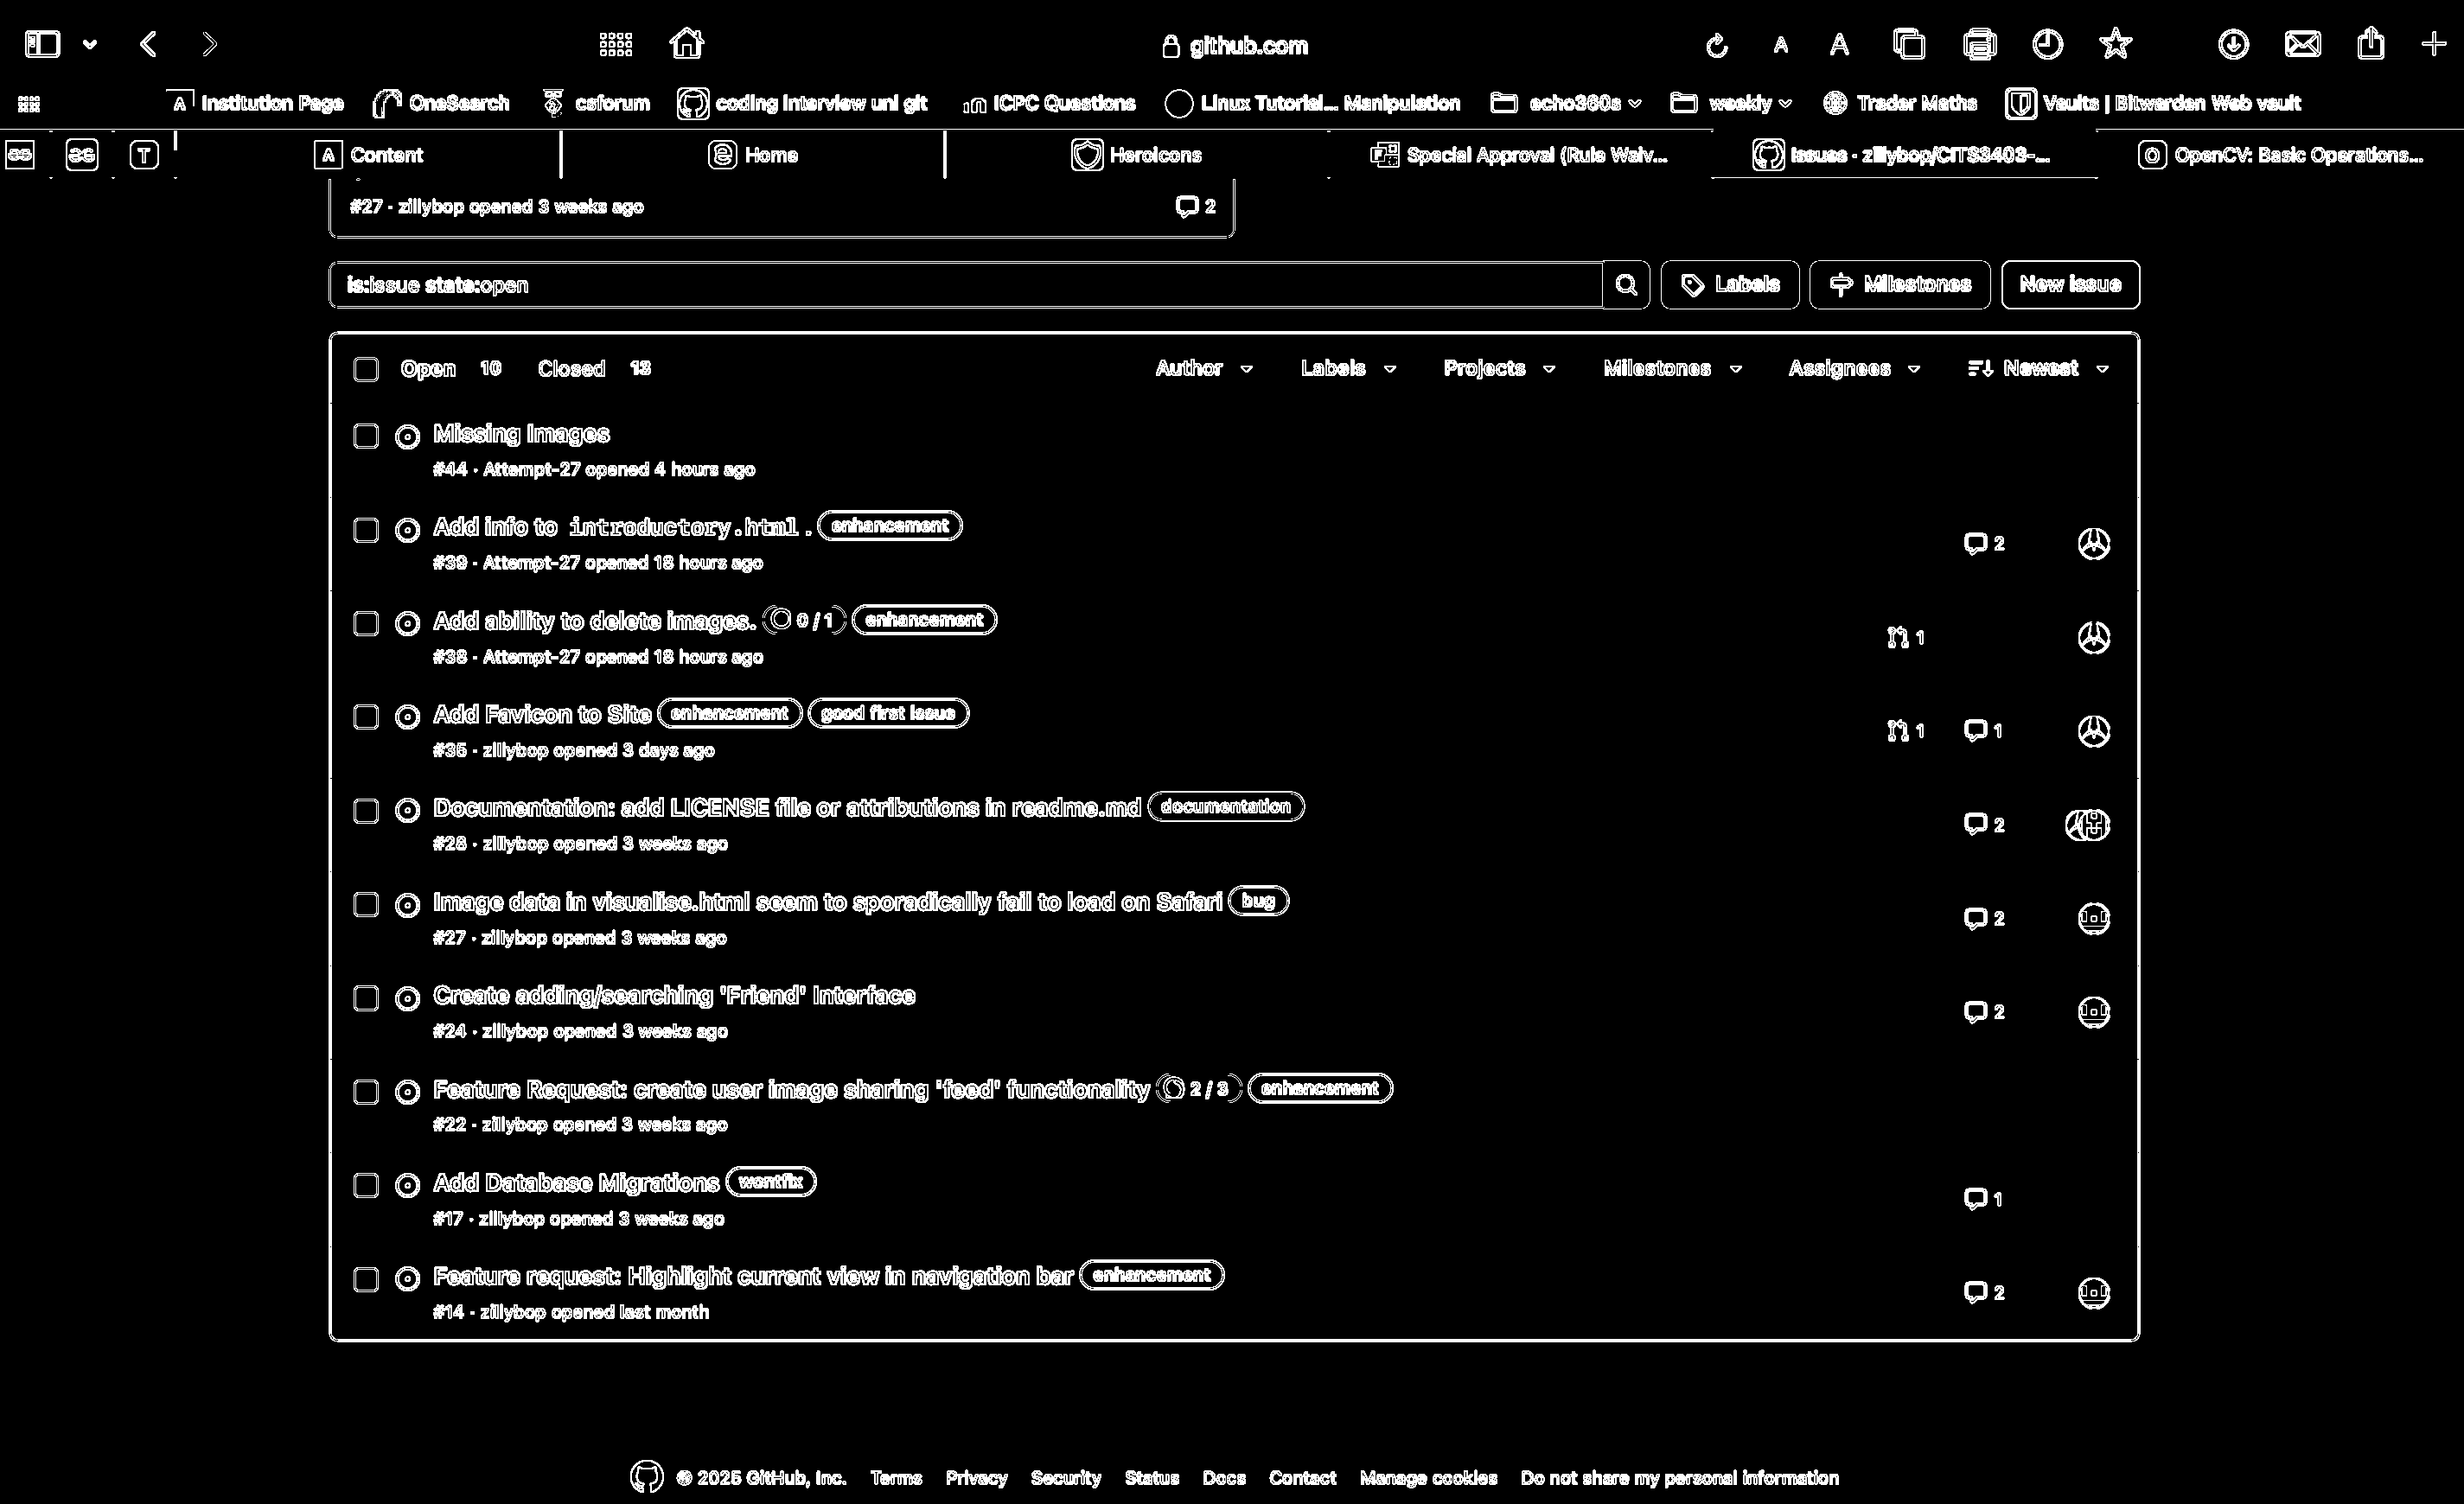 github.com
Institution Page OneSearch csforum coding interview uni git ICPC Questions Linux Tutorial... Manipulation echo360s weekly Trader Maths Vaults | Bitwarden Web vault
T A Content Home Heroicons Special Approval (Rule Waiv... Issues · zillybop/CITS3403-... OpenCV: Basic Operations...
#27 · zillybop opened 3 weeks ago 2
is:issue state:open Labels Milestones New issue
Open 10 Closed 13 Author Labels Projects Milestones Assignees Newest
Missing Images
#44 · Attempt-27 opened 4 hours ago
Add info to introductory.html. enhancement
#39 · Attempt-27 opened 18 hours ago 2
Add ability to delete images. 0 / 1 enhancement
#38 · Attempt-27 opened 18 hours ago 1
Add Favicon to Site enhancement good first issue
#35 · zillybop opened 3 days ago 1 1
Documentation: add LICENSE file or attributions in readme.md documentation
#28 · zillybop opened 3 weeks ago 2
Image data in visualise.html seem to sporadically fail to load on Safari bug
#27 · zillybop opened 3 weeks ago 2
Create adding/searching 'Friend' Interface
#24 · zillybop opened 3 weeks ago 2
Feature Request: create user image sharing 'feed' functionality 2 / 3 enhancement
#22 · zillybop opened 3 weeks ago
Add Database Migrations wontfix
#17 · zillybop opened 3 weeks ago 1
Feature request: Highlight current view in navigation bar enhancement
#14 · zillybop opened last month 2
© 2025 GitHub, Inc. Terms Privacy Security Status Docs Contact Manage cookies Do not share my personal information